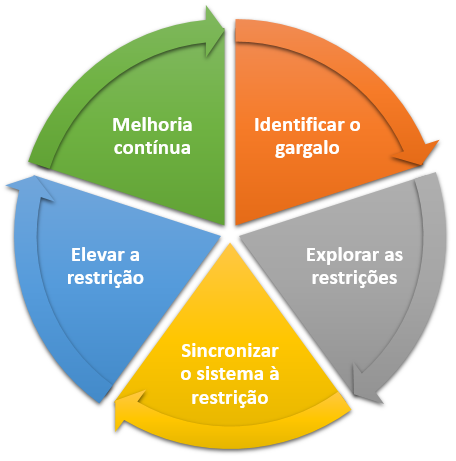 Melhoria
contínua
Identificar o
gargalo
Elevar a
restrição
Explorar as
restrições
Sincronizar
o sistema à
restrição